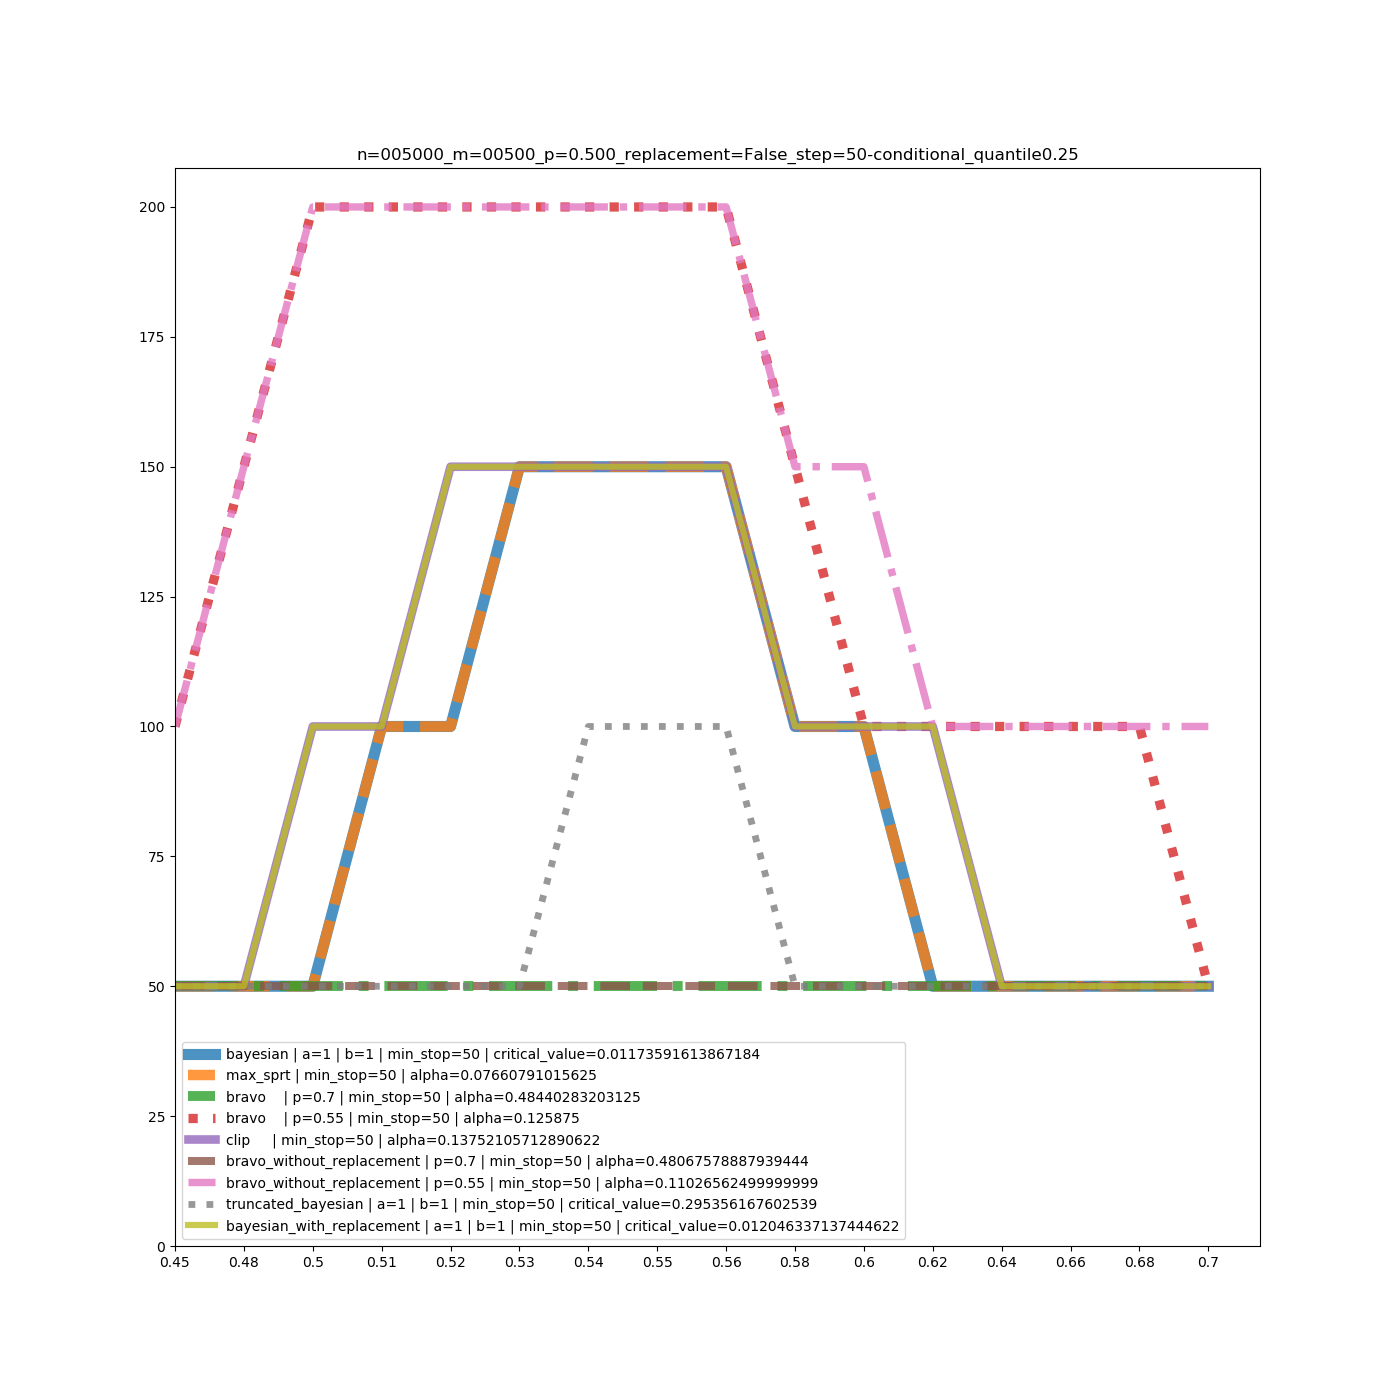 n=005000_m=00500_p=0.500_replacement=False_step=50-conditional_quantile0.25
200
175
150
125
100
75
50
25
0
bayesian | a=1 | b=1 | min_stop=50 | critical_value=0.01173591613867184
max_sprt | min_stop=50 | alpha=0.07660791015625
bravo    | p=0.7 | min_stop=50 | alpha=0.48440283203125
bravo    | p=0.55 | min_stop=50 | alpha=0.125875
clip     | min_stop=50 | alpha=0.13752105712890622
bravo_without_replacement | p=0.7 | min_stop=50 | alpha=0.48067578887939444
bravo_without_replacement | p=0.55 | min_stop=50 | alpha=0.11026562499999999
truncated_bayesian | a=1 | b=1 | min_stop=50 | critical_value=0.295356167602539
bayesian_with_replacement | a=1 | b=1 | min_stop=50 | critical_value=0.012046337137444622
0.45 0.48 0.5 0.51 0.52 0.53 0.54 0.55 0.56 0.58 0.6 0.62 0.64 0.66 0.68 0.7